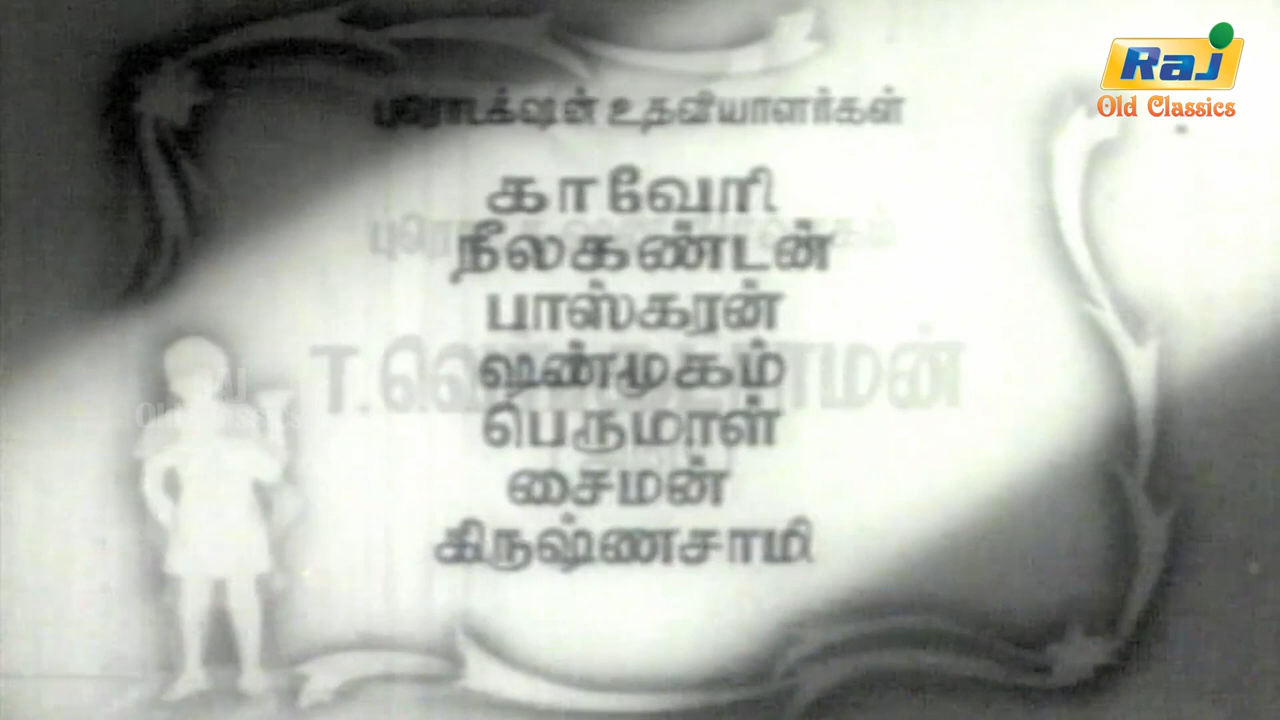 Raj
Old Classics
புரொடக்ஷன் உதவியாளர்கள்
காவேரி
நீலகண்டன்
பாஸ்கரன்
ஷண்முகம்
பெருமாள்
சைமன்
கிருஷ்ணசாமி